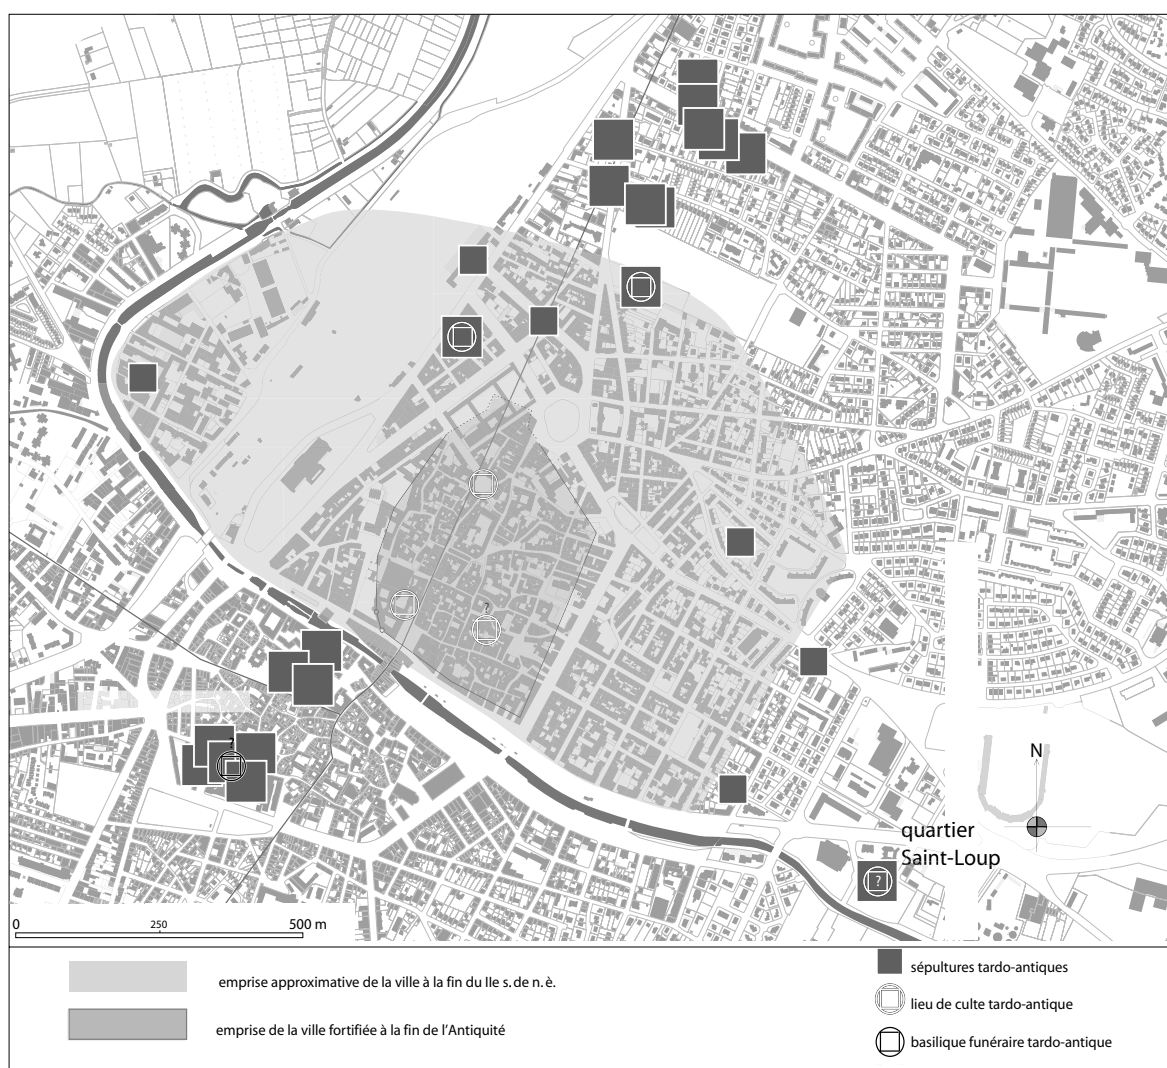 ?
?
N
quartier
Saint-Loup
?
0 250 500 m
emprise approximative de la ville à la fin du IIe s. de n. è.
emprise de la ville fortifiée à la fin de l'Antiquité
sépultures tardo-antiques
lieu de culte tardo-antique
basilique funéraire tardo-antique